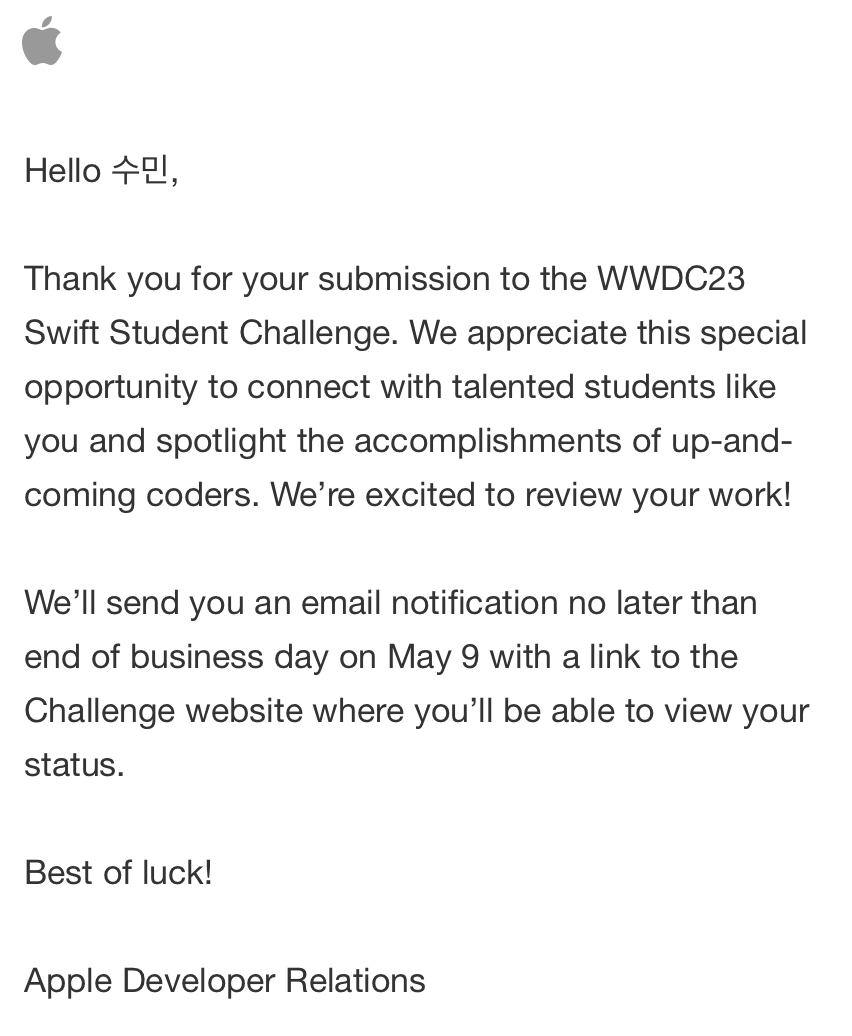 Hello 수민,
Thank you for your submission to the WWDC23
Swift Student Challenge. We appreciate this special
opportunity to connect with talented students like
you and spotlight the accomplishments of up-and-
coming coders. We’re excited to review your work!
We’ll send you an email notification no later than
end of business day on May 9 with a link to the
Challenge website where you’ll be able to view your
status.
Best of luck!
Apple Developer Relations